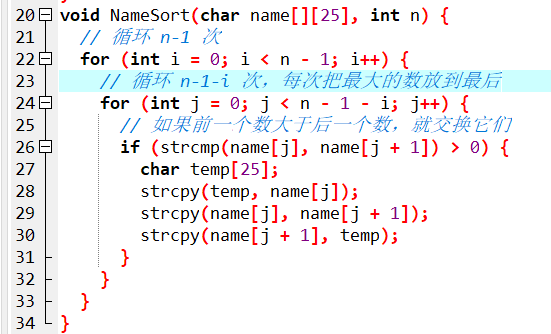 20 void NameSort(char name[][25], int n) {
21 // 循环 n-1 次
22 for (int i = 0; i < n - 1; i++) {
23 // 循环 n-1-i 次，每次把最大的数放到最后
24 for (int j = 0; j < n - 1 - i; j++) {
25 // 如果前一个数大于后一个数，就交换它们
26 if (strcmp(name[j], name[j + 1]) > 0) {
27 char temp[25];
28 strcpy(temp, name[j]);
29 strcpy(name[j], name[j + 1]);
30 strcpy(name[j + 1], temp);
31 }
32 }
33 }
34 }